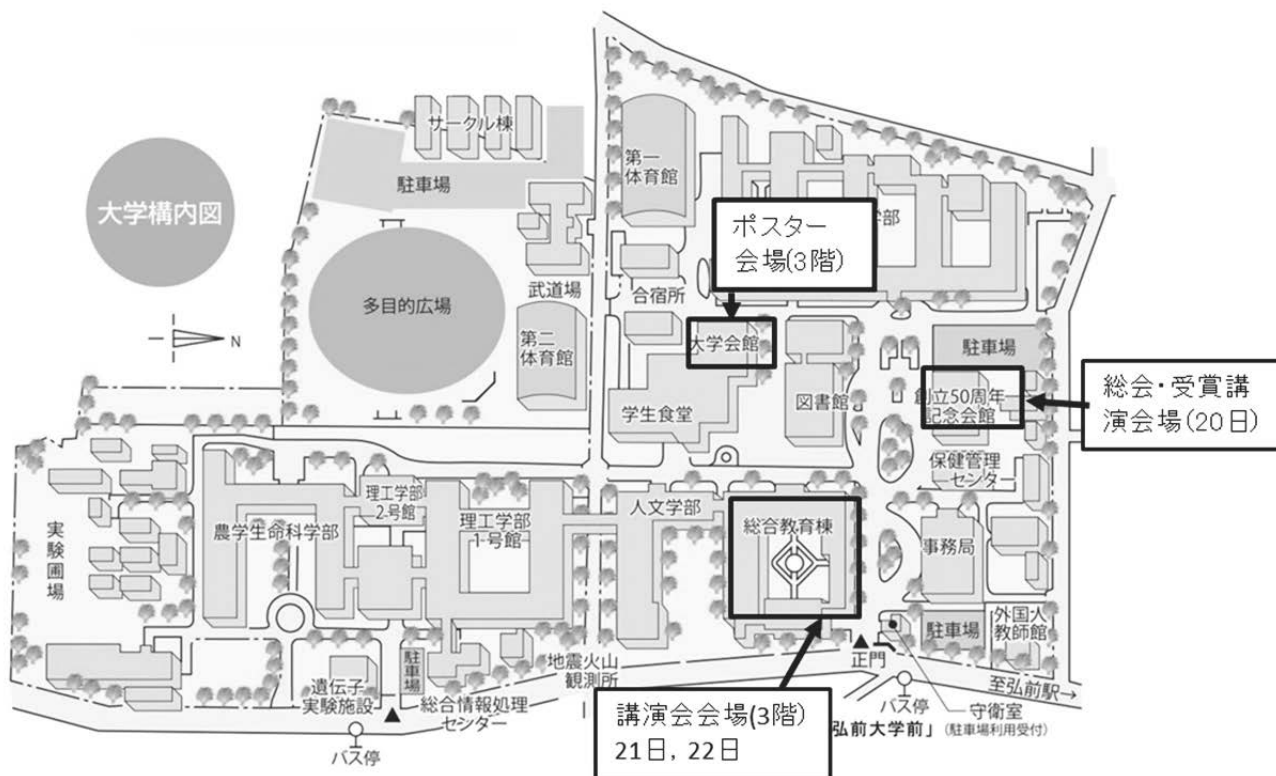 サークル棟
駐車場
大学構内図
N
多目的広場
武道場
第二
体育館
第一
体育館
合宿所
ポスター
会場(3階)
学部
大学会館
学生食堂
図書館
駐車場
創立50周年
記念会館
総会・受賞講
演会場(20日)
保健管理
センター
実験圃場
農学生命科学部
理工学部
2号館
理工学部
1号館
人文学部
総合教育棟
事務局
駐車場
外国人
教師館
正門
至弘前駅→
バス停
守衛室
(駐車場利用受付)
弘前大学前」
地震火山
観測所
遺伝子
実験施設
駐車場
総合情報処理
センター
バス停
講演会会場(3階)
21日, 22日